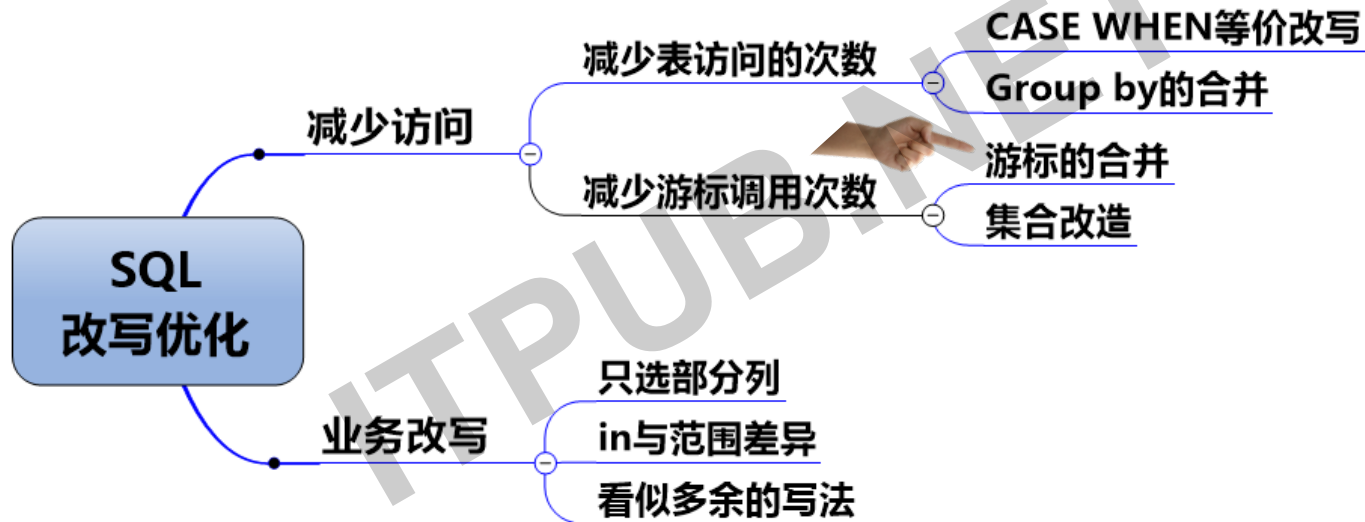 SQL
改写优化
减少访问
减少表访问的次数
CASE WHEN等价改写
Group by的合并
减少游标调用次数
游标的合并
集合改造
业务改写
只选部分列
in与范围差异
看似多余的写法
ITPUB.NET